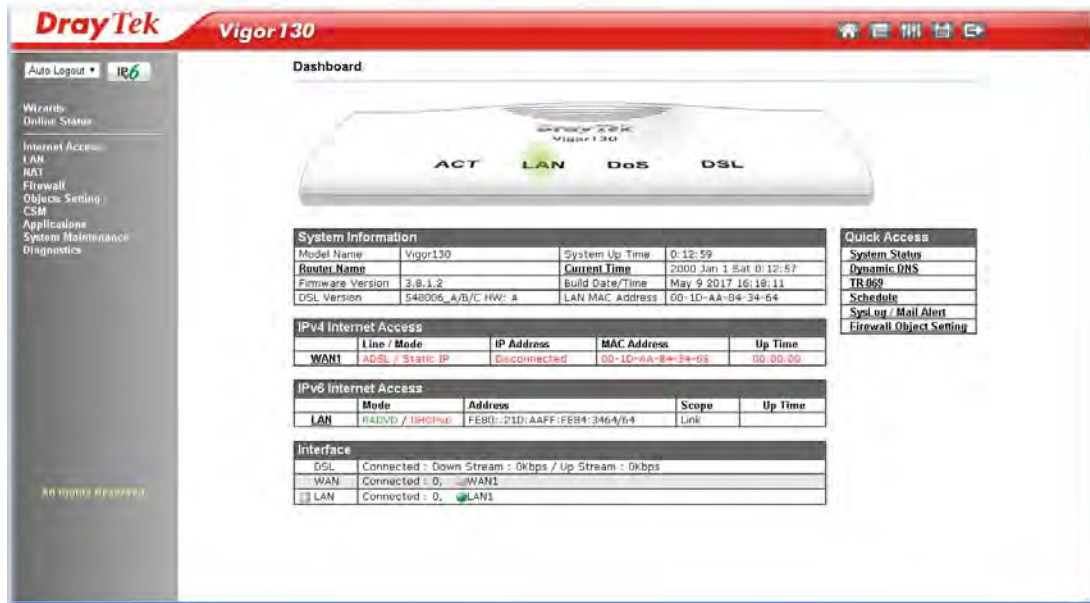 DrayTek
Vigor130
Auto Logout
IPv6
Wizards
Online Status
Internet Access
LAN
NAT
Firewall
Objects Setting
CSM
Applications
System Maintenance
Diagnostics
All Rights Reserved
Dashboard
DrayTek
Vigor130
ACT LAN DoS DSL
System Information
Model Name Vigor130 System Up Time 0:12:59
Router Name Current Time 2000 Jan 1 Sat 0:12:57
Firmware Version 3.8.1.2 Build Date/Time May 9 2017 16:18:11
DSL Version 548006_A/B/C HW: A LAN MAC Address 00-1D-AA-84-34-64
IPv4 Internet Access
Line / Mode IP Address MAC Address Up Time
WAN1 ADSL / Static IP Disconnected 00-1D-AA-84-34-65 00:00:00
IPv6 Internet Access
Mode Address Scope Up Time
LAN RADVD / DHCPv6 FE80::21D:AAFF:FE84:3464/64 Link
Interface
DSL Connected : Down Stream : 0Kbps / Up Stream : 0Kbps
WAN Connected : 0, WAN1
LAN Connected : 0, LAN1
Quick Access
System Status
Dynamic DNS
TR-069
Schedule
SysLog / Mail Alert
Firewall Object Setting